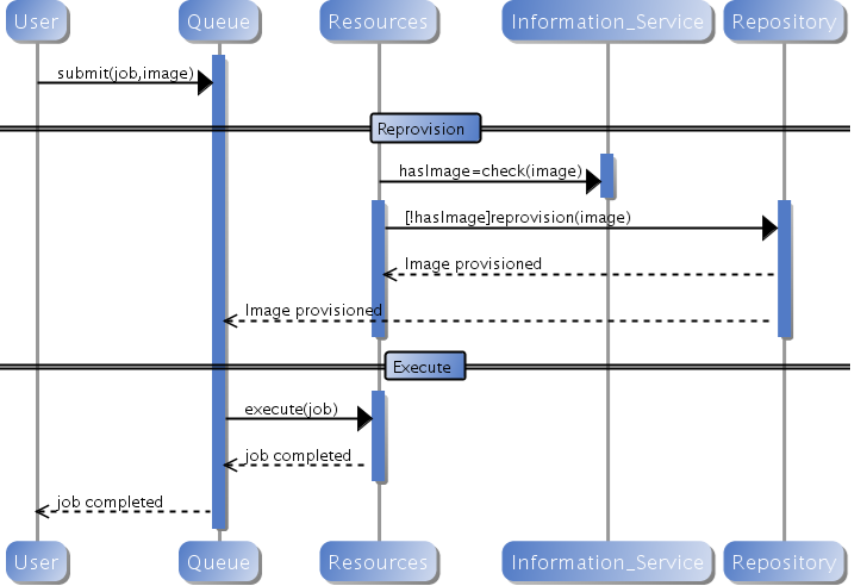 User Queue Resources Information_Service Repository
submit(job,image)
Reprovision
hasImage=check(image)
[!hasImage]reprovision(image)
Image provisioned
Image provisioned
Execute
execute(job)
job completed
job completed
User Queue Resources Information_Service Repository